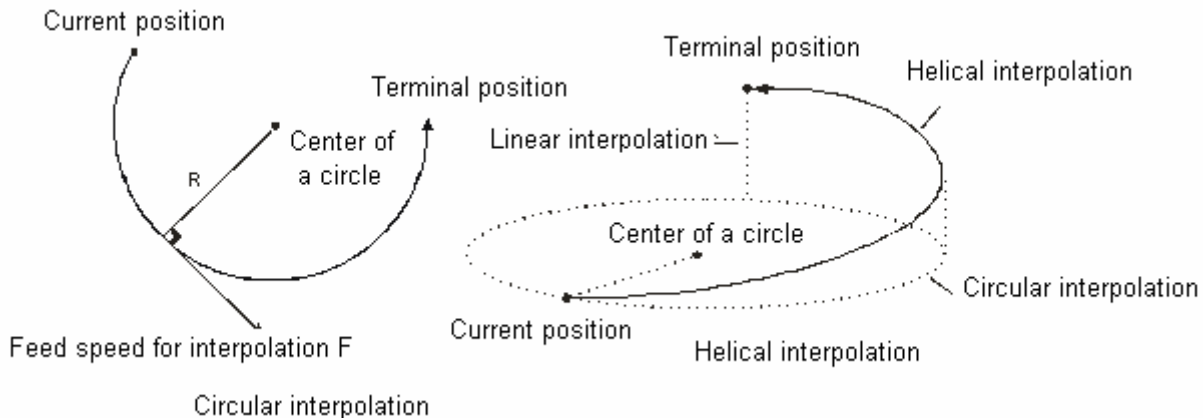 Current position
Terminal position
Center of
a circle
R
Feed speed for interpolation F
Circular interpolation
Terminal position
Helical interpolation
Linear interpolation
Center of a circle
Circular interpolation
Current position
Helical interpolation